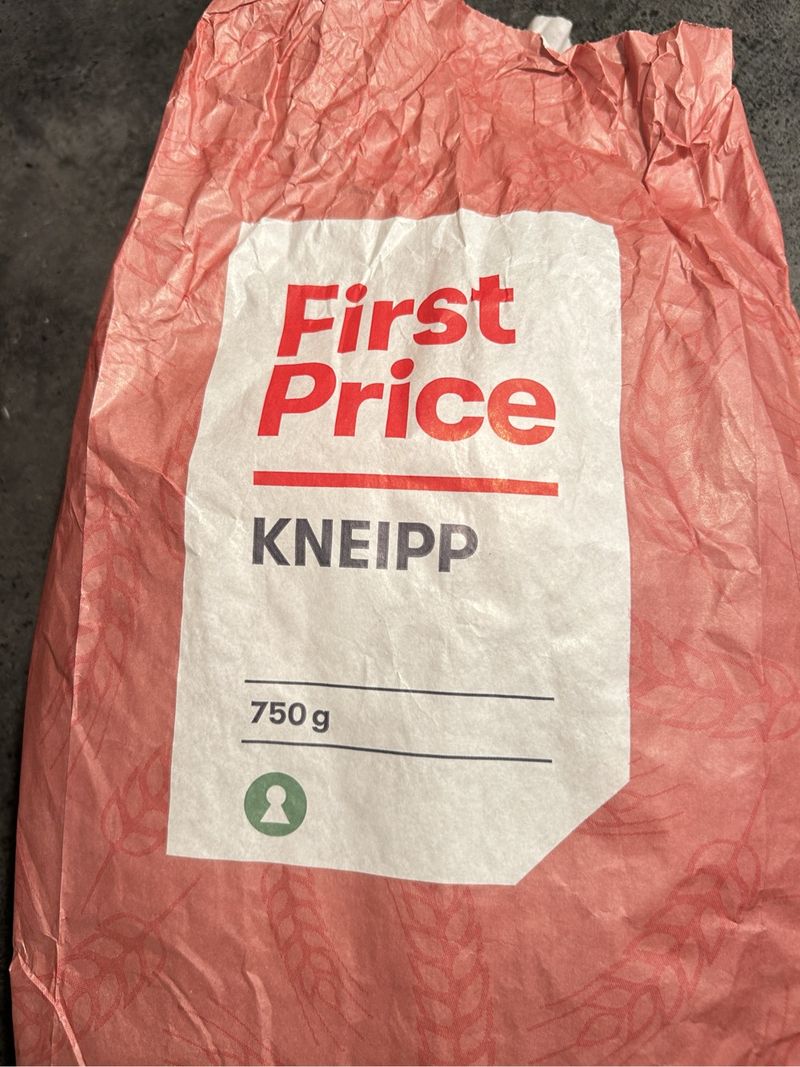 First
Price
KNEIPP
750 g